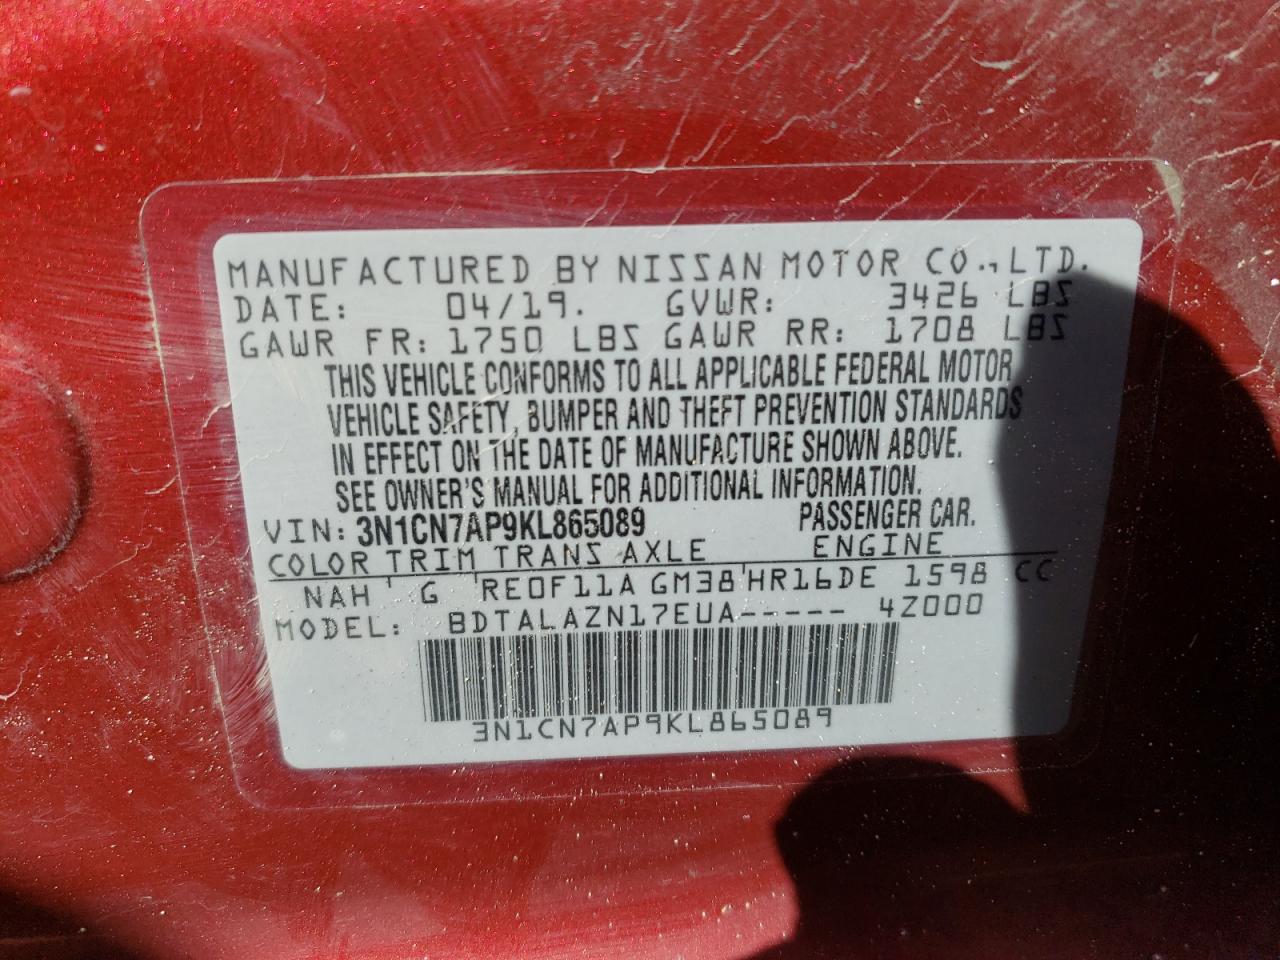 MANUFACTURED BY NISSAN MOTOR CO., LTD.
DATE: 04/19. GVWR: 3426 LBS
GAWR FR: 1750 LBS GAWR RR: 1708 LBS
THIS VEHICLE CONFORMS TO ALL APPLICABLE FEDERAL MOTOR
VEHICLE SAFETY, BUMPER AND THEFT PREVENTION STANDARDS
IN EFFECT ON THE DATE OF MANUFACTURE SHOWN ABOVE.
SEE OWNER'S MANUAL FOR ADDITIONAL INFORMATION.
VIN: 3N1CN7AP9KL865089 PASSENGER CAR.
COLOR TRIM TRANS AXLE ENGINE
NAH ' G 'RE0F11A GM38'HR16DE 1598 CC
MODEL: BDTALAZN17EUA----- 4Z000
3N1CN7AP9KL865089